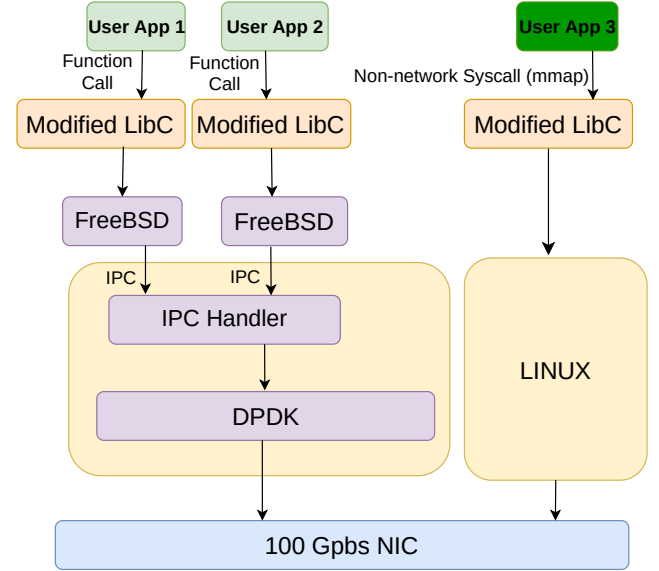 User App 1
User App 2
User App 3
Function
Call
Function
Call
Non-network Syscall (mmap)
Modified LibC
Modified LibC
Modified LibC
FreeBSD
FreeBSD
IPC
IPC
IPC Handler
LINUX
DPDK
100 Gpbs NIC